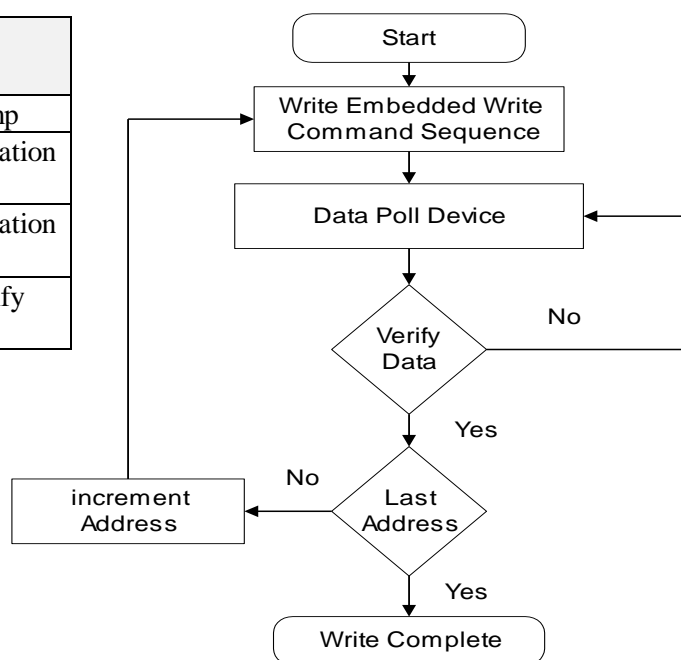 Start
Write Embedded Write
Command Sequence
Data Poll Device
Verify
Data
No
Yes
No
increment
Address
Last
Address
Yes
Write Complete